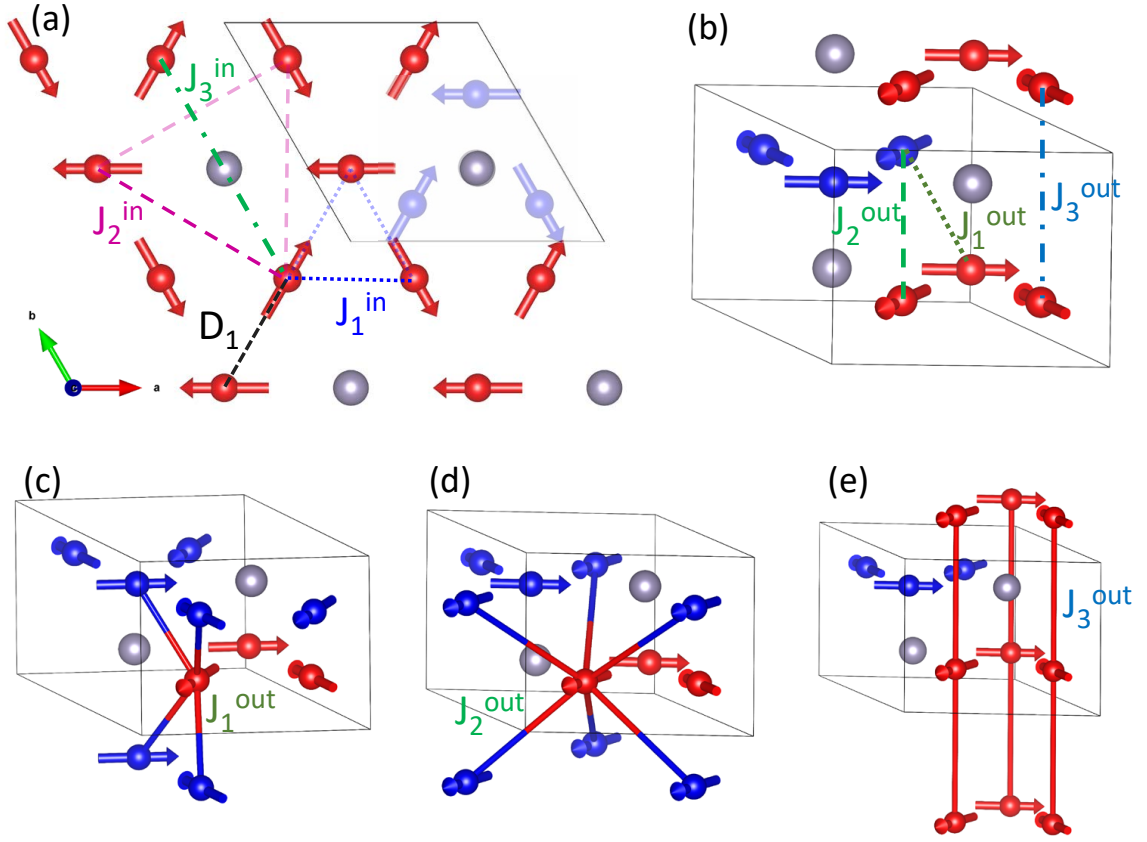 (a)
J₃ⁱⁿ
J₂ⁱⁿ
J₁ⁱⁿ
D₁
b
a
c
(b)
J₂ᵒᵘᵗ
J₁ᵒᵘᵗ
J₃ᵒᵘᵗ
(c)
J₁ᵒᵘᵗ
(d)
J₂ᵒᵘᵗ
(e)
J₃ᵒᵘᵗ